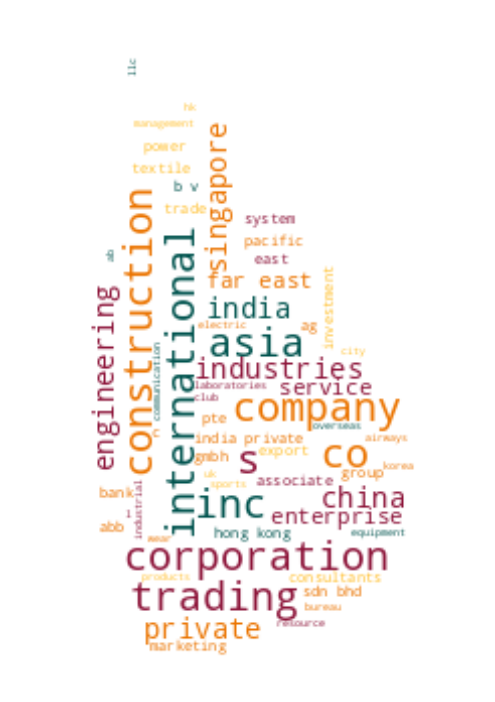 llc
hk
management
power
textile
b v
trade
singapore
construction
system
pacific
international
ab
east
far east
investment
engineering
india
electric
ag
asia
city
communication
industries
laboratories
service
club
company
pte
overseas
n
india private
airways
gmbh
export
s
co
korea
uk
group
sports
associate
bank
industrial
inc
china
i
enterprise
abb
hong kong
equipment
wear
corporation
products
consultants
trading
sdn bhd
bureau
private
resource
marketing